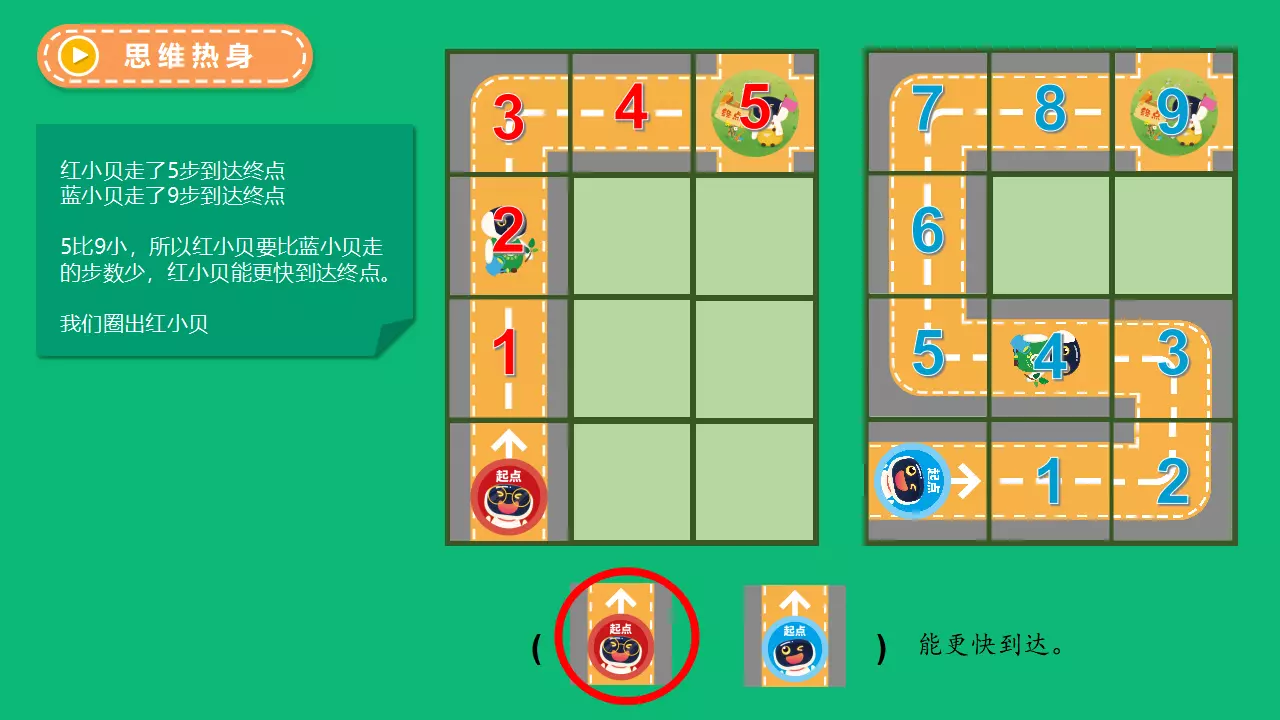 思维热身
红小贝走了5步到达终点
蓝小贝走了9步到达终点
5比9小，所以红小贝要比蓝小贝走
的步数少，红小贝能更快到达终点。
我们圈出红小贝
3 4 5
终点
2
1
起点
7 8 9
终点
6
5 4 3
起点 1 2
( 起点 起点 ) 能更快到达。